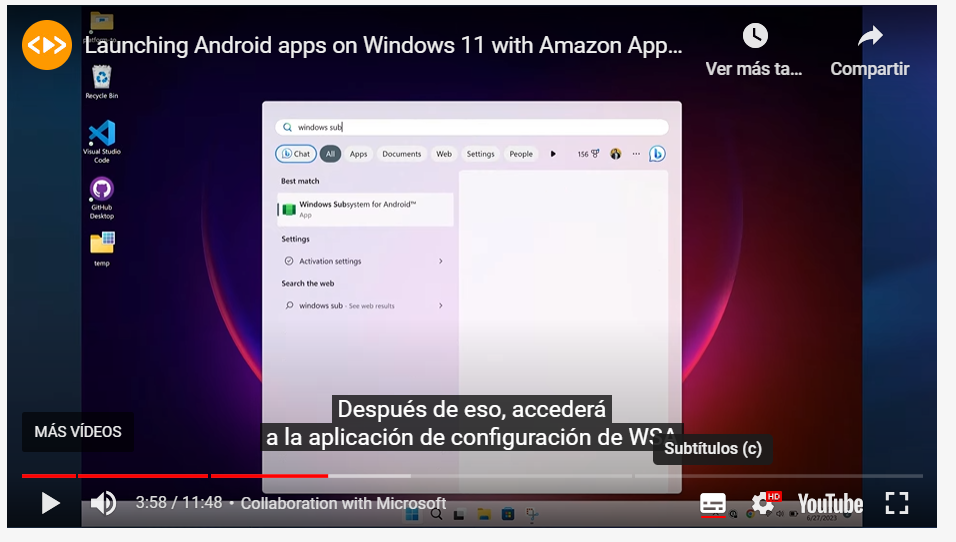 Launching Android apps on Windows 11 with Amazon App...
Ver más ta...
Compartir
Recycle Bin
Visual Studio
Code
GitHub
Desktop
temp
windows sub
Chat
All
Apps
Documents
Web
Settings
People
156
...
Best match
Windows Subsystem for Android™
App
Settings
Activation settings
Search the web
windows sub - See web results
Después de eso, accederá
a la aplicación de configuración de WSA
MÁS VÍDEOS
Subtítulos (c)
3:58 / 11:48 • Collaboration with Microsoft
HD
YouTube
6/27/2023